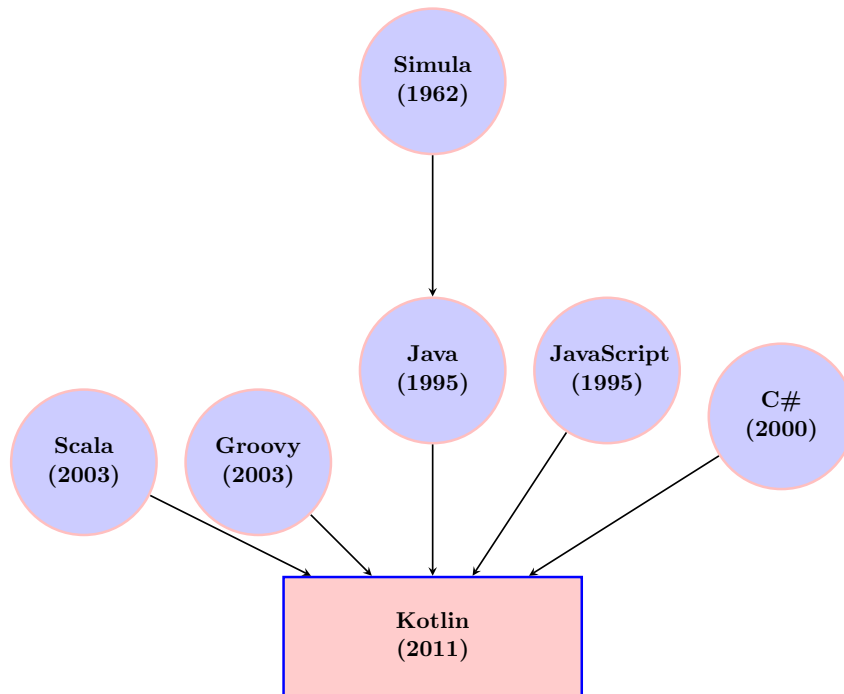 Simula
(1962)
Java
(1995)
JavaScript
(1995)
C#
(2000)
Scala
(2003)
Groovy
(2003)
Kotlin
(2011)